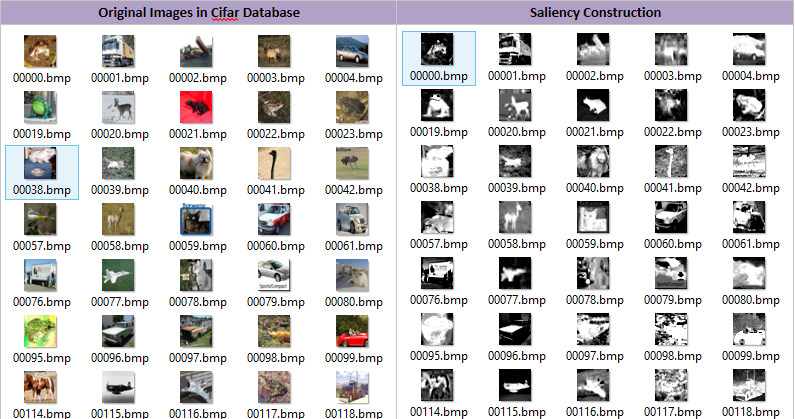 Original Images in Cifar Database Saliency Construction
00000.bmp 00001.bmp 00002.bmp 00003.bmp 00004.bmp 00000.bmp 00001.bmp 00002.bmp 00003.bmp 00004.bmp
00019.bmp 00020.bmp 00021.bmp 00022.bmp 00023.bmp 00019.bmp 00020.bmp 00021.bmp 00022.bmp 00023.bmp
00038.bmp 00039.bmp 00040.bmp 00041.bmp 00042.bmp 00038.bmp 00039.bmp 00040.bmp 00041.bmp 00042.bmp
00057.bmp 00058.bmp 00059.bmp 00060.bmp 00061.bmp 00057.bmp 00058.bmp 00059.bmp 00060.bmp 00061.bmp
Sports/Compact
00076.bmp 00077.bmp 00078.bmp 00079.bmp 00080.bmp 00076.bmp 00077.bmp 00078.bmp 00079.bmp 00080.bmp
00095.bmp 00096.bmp 00097.bmp 00098.bmp 00099.bmp 00095.bmp 00096.bmp 00097.bmp 00098.bmp 00099.bmp
00114.bmp 00115.bmp 00116.bmp 00117.bmp 00118.bmp 00114.bmp 00115.bmp 00116.bmp 00117.bmp 00118.bmp